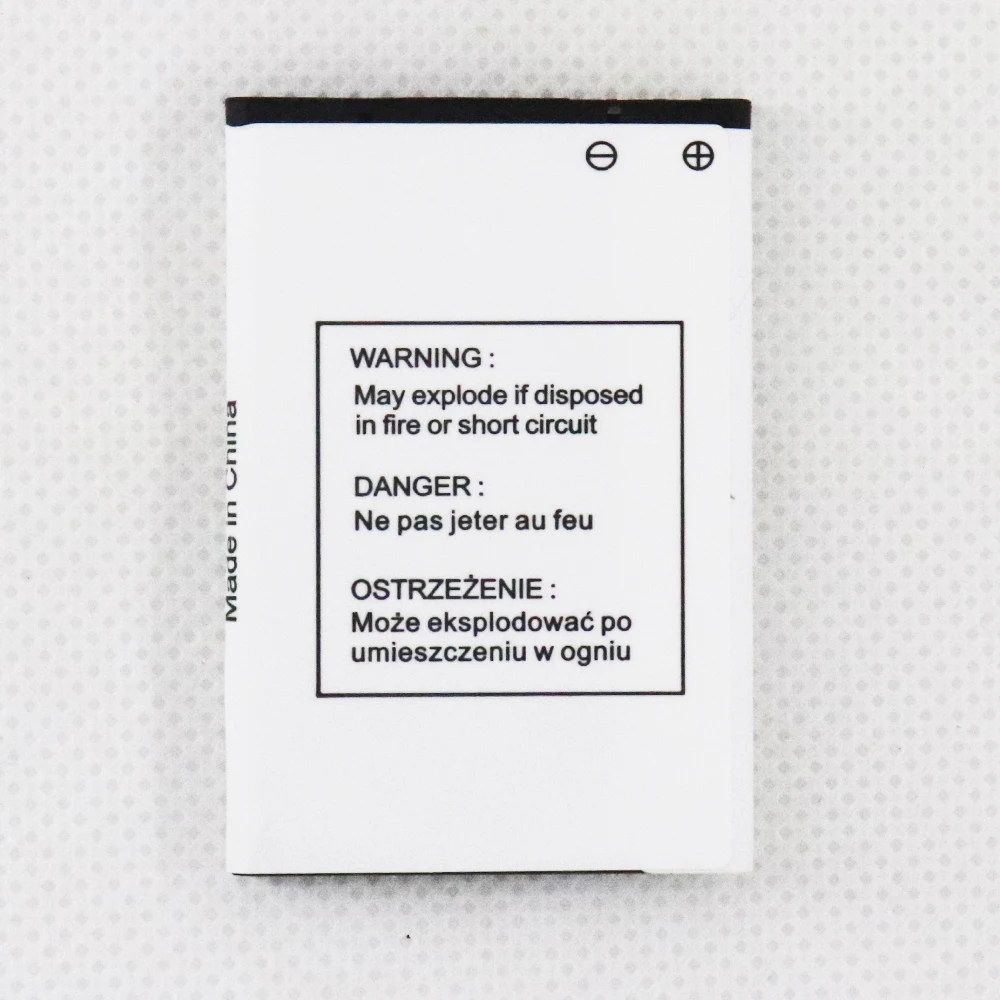 ⊖ ⊕
WARNING :
May explode if disposed
in fire or short circuit
DANGER :
Ne pas jeter au feu
OSTRZEŻENIE :
Może eksplodować po
umieszczeniu w ogniu
Made in China